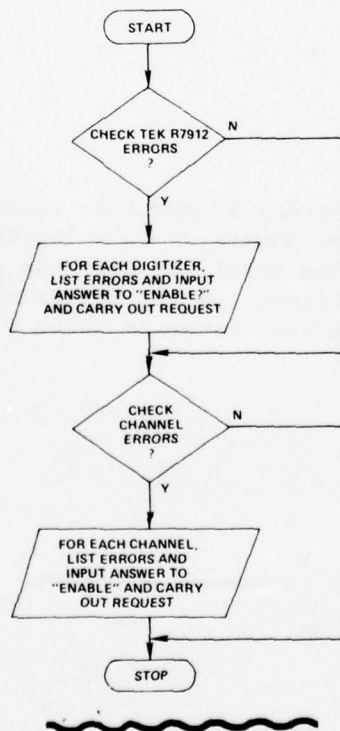 START
CHECK TEK R7912
ERRORS
?
N
Y
FOR EACH DIGITIZER,
LIST ERRORS AND INPUT
ANSWER TO "ENABLE?"
AND CARRY OUT REQUEST
CHECK
CHANNEL
ERRORS
?
N
Y
FOR EACH CHANNEL,
LIST ERRORS AND
INPUT ANSWER TO
"ENABLE" AND CARRY
OUT REQUEST
STOP